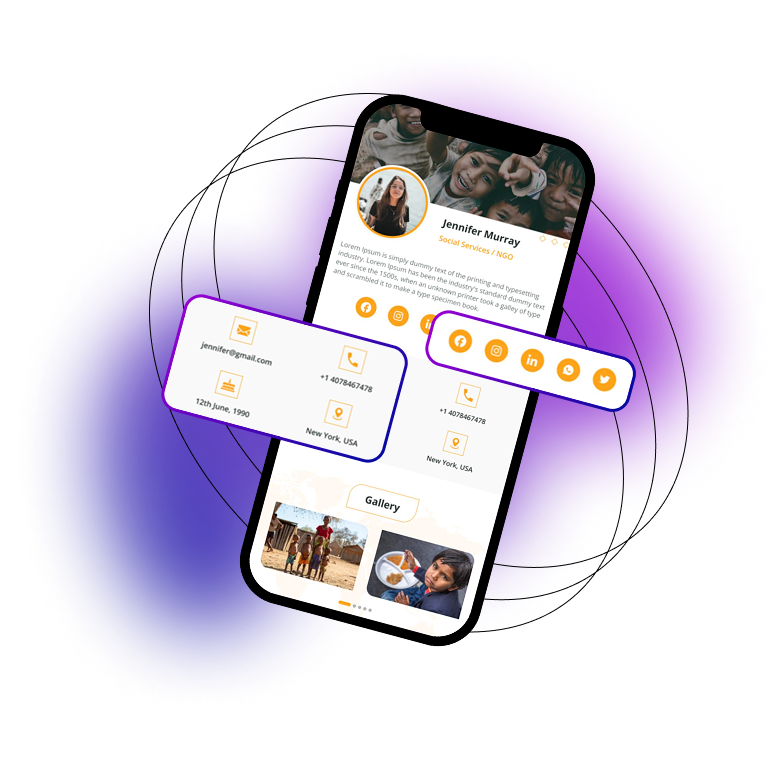 Jennifer Murray
Social Services / NGO
Lorem Ipsum is simply dummy text of the printing and typesetting
industry. Lorem Ipsum has been the industry's standard dummy text
ever since the 1500s, when an unknown printer took a galley of type
and scrambled it to make a type specimen book.
in
in
jennifer@gmail.com
+1 4078467478
12th June, 1990
New York, USA
+1 4078467478
New York, USA
Gallery